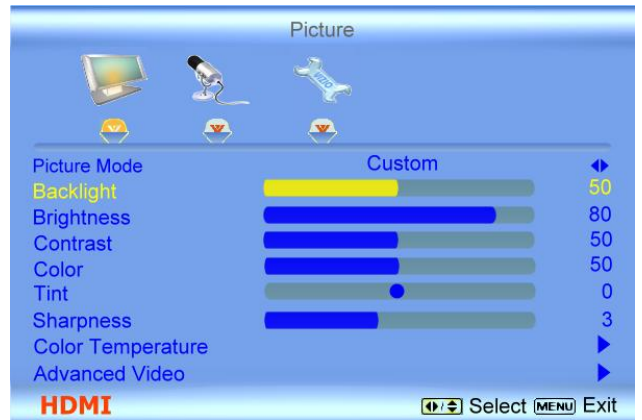 Picture
VIZIO
Picture Mode Custom
Backlight 50
Brightness 80
Contrast 50
Color 50
Tint 0
Sharpness 3
Color Temperature
Advanced Video
HDMI Select MENU Exit